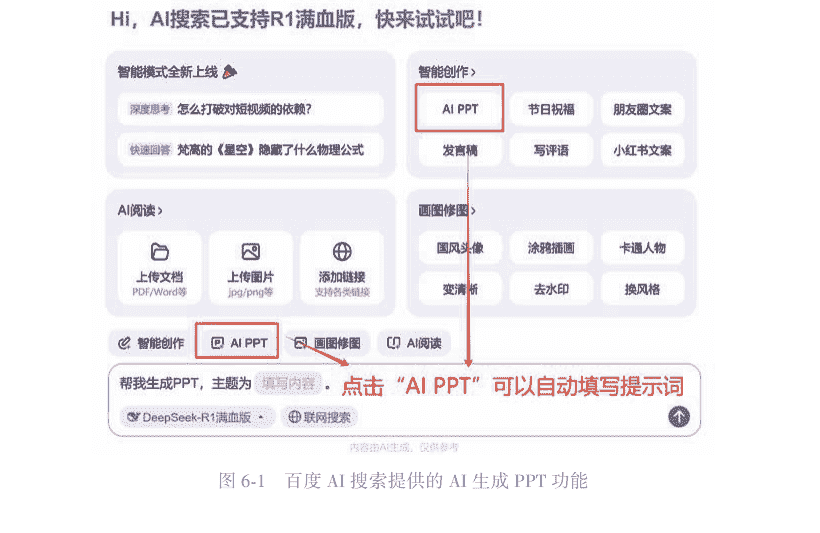 Hi，AI搜索已支持R1满血版，快来试试吧！
智能模式全新上线
深度思考 怎么打破对短视频的依赖？
快速回答 梵高的《星空》隐藏了什么物理公式
智能创作›
AI PPT 节日祝福 朋友圈文案
发言稿 写评语 小红书文案
AI阅读›
上传文档 上传图片 添加链接
PDF/Word等 jpg/png等 支持各类链接
画图修图›
国风头像 涂鸦插画 卡通人物
变清晰 去水印 换风格
智能创作 AI PPT 画图修图 AI阅读
帮我生成PPT，主题为 填写内容 。
点击“AI PPT”可以自动填写提示词
DeepSeek-R1满血版 联网搜索
内容由AI生成，仅供参考
图 6-1 百度 AI 搜索提供的 AI 生成 PPT 功能